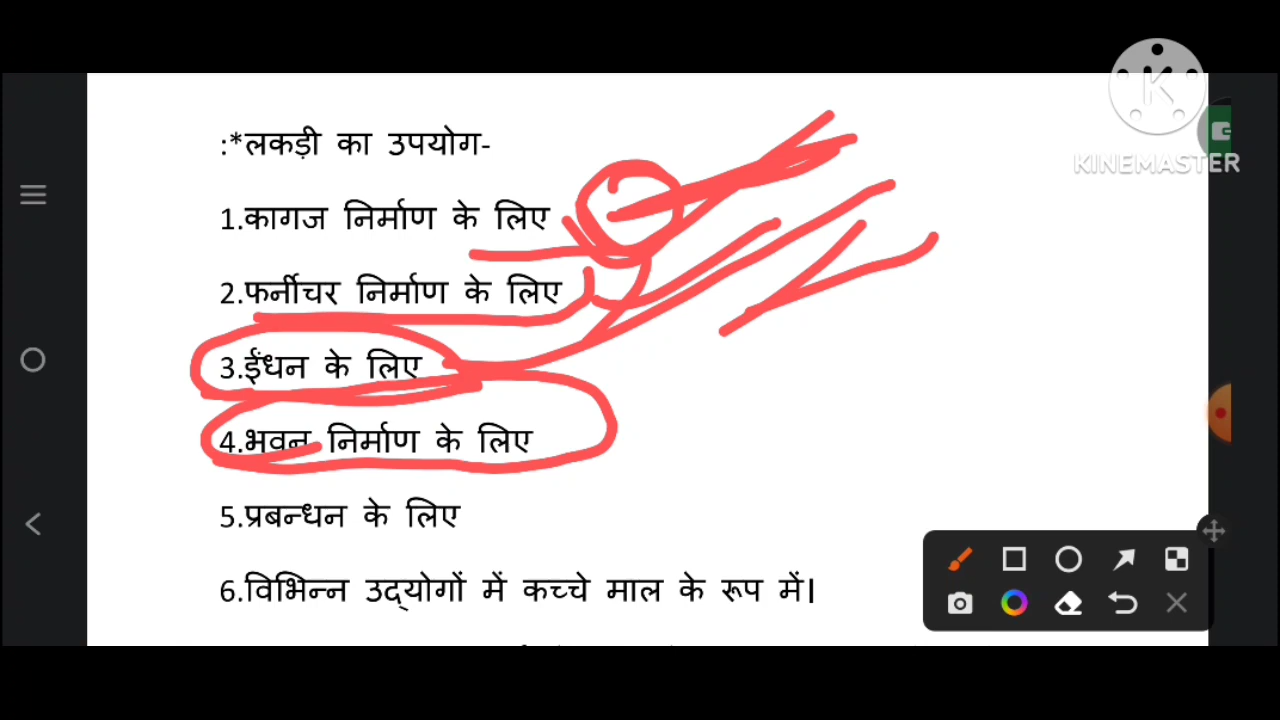 :*लकड़ी का उपयोग-
1.कागज निर्माण के लिए
2.फर्नीचर निर्माण के लिए
3.ईंधन के लिए
4.भवन निर्माण के लिए
5.प्रबन्धन के लिए
6.विभिन्न उद्योगों में कच्चे माल के रूप में।
KINEMASTER